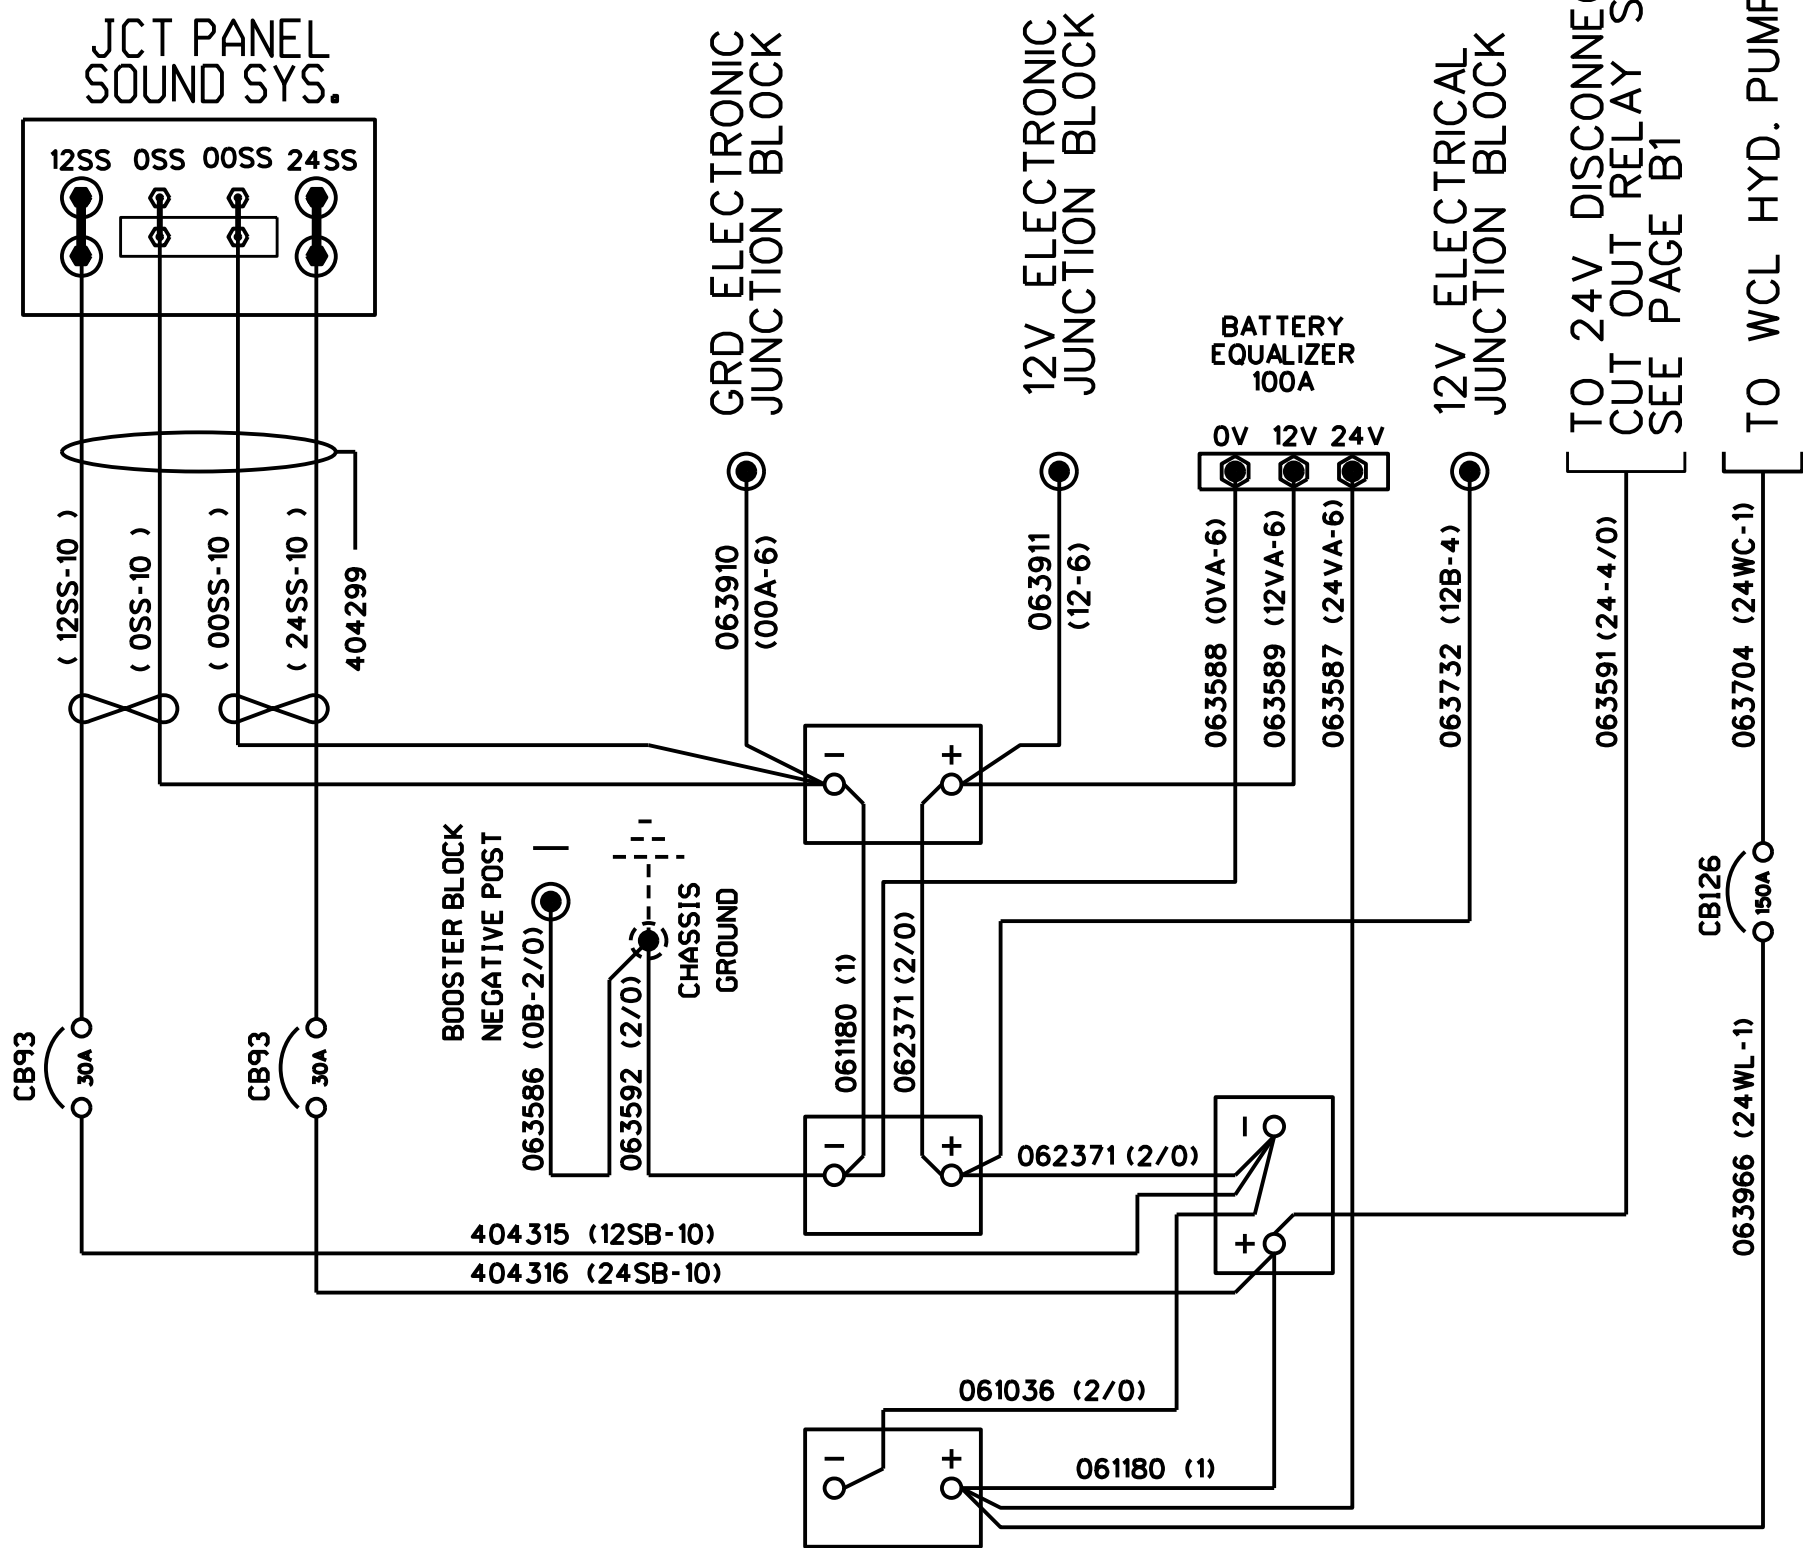 JCT PANEL
SOUND SYS.
12SS 0SS 00SS 24SS
GRD ELECTRONIC
JUNCTION BLOCK
12V ELECTRONIC
JUNCTION BLOCK
BATTERY
EQUALIZER
100A
0V 12V 24V
12V ELECTRICAL
JUNCTION BLOCK
TO 24V DISCONNEC
CUT OUT RELAY S
SEE PAGE B1
TO WCL HYD. PUMP
( 12SS-10 )
( 0SS-10 )
( 00SS-10 )
( 24SS-10 )
404299
063910
(00A-6)
063911
(12-6)
063588 (0VA-6)
063589 (12VA-6)
063587 (24VA-6)
063732 (12B-4)
063591 (24-4/0)
063704 (24WC-1)
- +
BOOSTER BLOCK
NEGATIVE POST
CHASSIS
GROUND
063586 (0B-2/0)
063592 (2/0)
061180 (1)
062371 (2/0)
CB126
150A
CB93
30A
CB93
30A
063966 (24WL-1)
- +
062371 (2/0)
-
+
404315 (12SB-10)
404316 (24SB-10)
061036 (2/0)
- +
061180 (1)